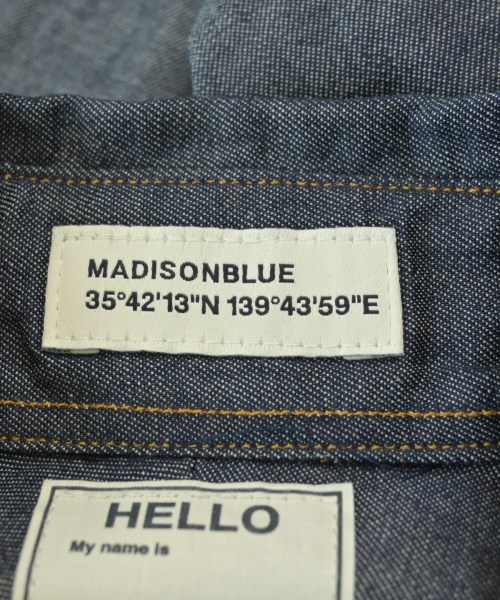 MADISONBLUE
35°42'13"N 139°43'59"E
HELLO
My name is